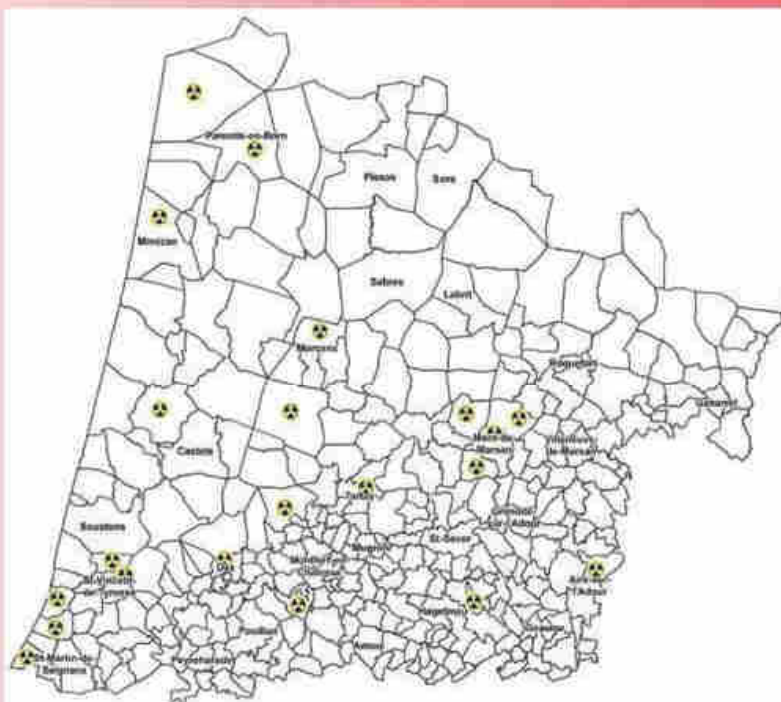 Parentis-en-Born
Pissos
Sore
Mimizan
Sabres
Labrit
Morcenx
Roquefort
Gabarret
Castets
Mont-de-
Marsan
Villeneuve-
de-Marsan
Tartas
Grenade-
sur-l'Adour
Soustons
St-Sever
Mugron
Dax
Montfort-en-
Chalosse
St-Vincent-
de-Tyrosse
Aire-sur-
l'Adour
Hagetmau
Geaune
Pouillon
Amou
Peyrehorade
St-Martin-de-
Seignanx